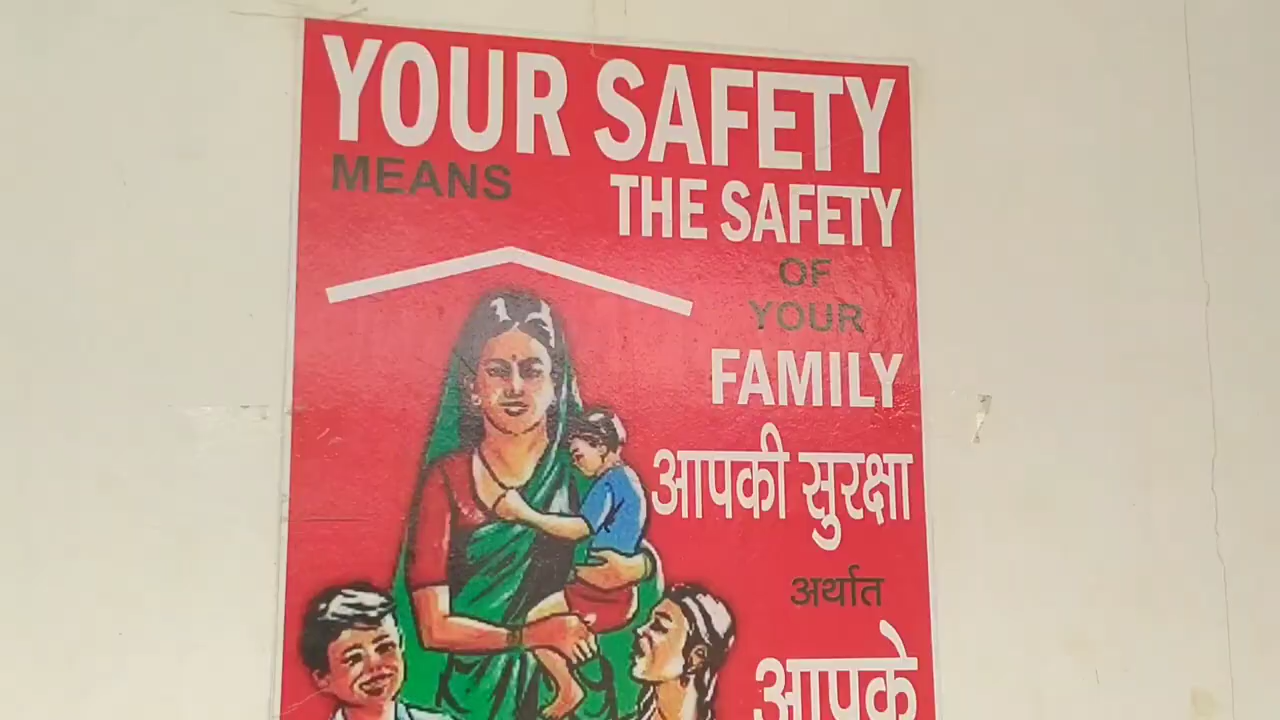 YOUR SAFETY
MEANS
THE SAFETY
OF
YOUR
FAMILY
आपकी सुरक्षा
अर्थात
आपके